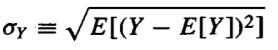 σ_Y ≡ √E[(Y − E[Y])²]